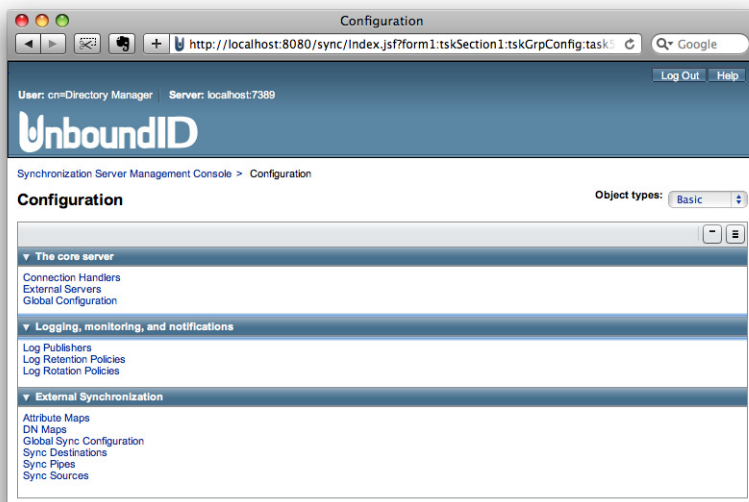 Configuration
http://localhost:8080/sync/Index.jsf?form1:tskSection1:tskGrpConfig:task5
Google
Log Out Help
User: cn=Directory Manager Server: localhost:7389
UnboundID
Synchronization Server Management Console > Configuration
Configuration
Object types: Basic
The core server
Connection Handlers
External Servers
Global Configuration
Logging, monitoring, and notifications
Log Publishers
Log Retention Policies
Log Rotation Policies
External Synchronization
Attribute Maps
DN Maps
Global Sync Configuration
Sync Destinations
Sync Pipes
Sync Sources